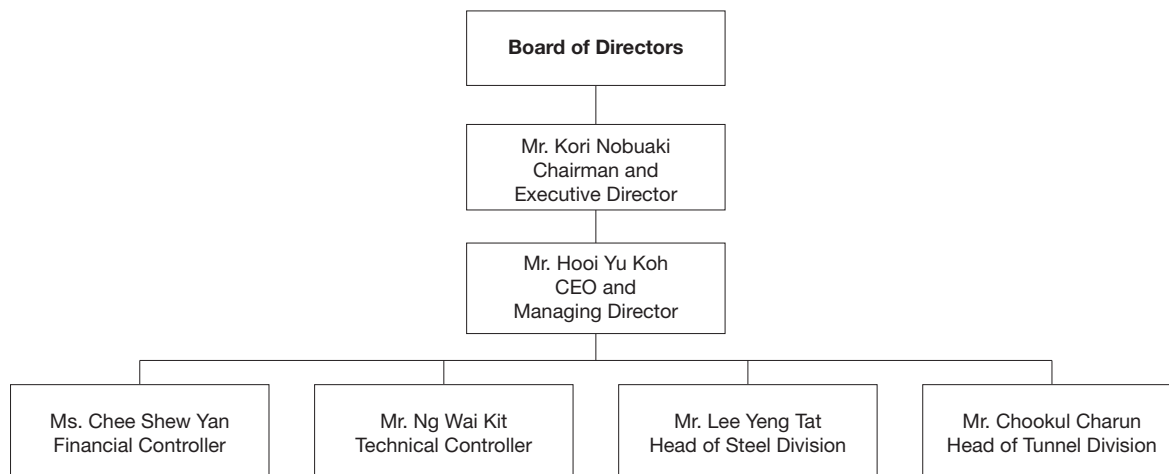 Board of Directors
Mr. Kori Nobuaki
Chairman and
Executive Director
Mr. Hooi Yu Koh
CEO and
Managing Director
Ms. Chee Shew Yan
Financial Controller
Mr. Ng Wai Kit
Technical Controller
Mr. Lee Yeng Tat
Head of Steel Division
Mr. Chookul Charun
Head of Tunnel Division